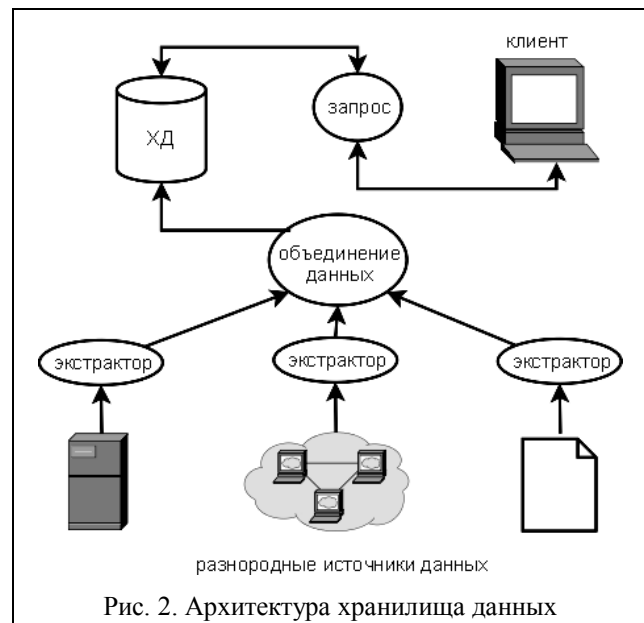 клиент
запрос
ХД
объединение
данных
экстрактор
экстрактор
экстрактор
разнородные источники данных
Рис. 2. Архитектура хранилища данных